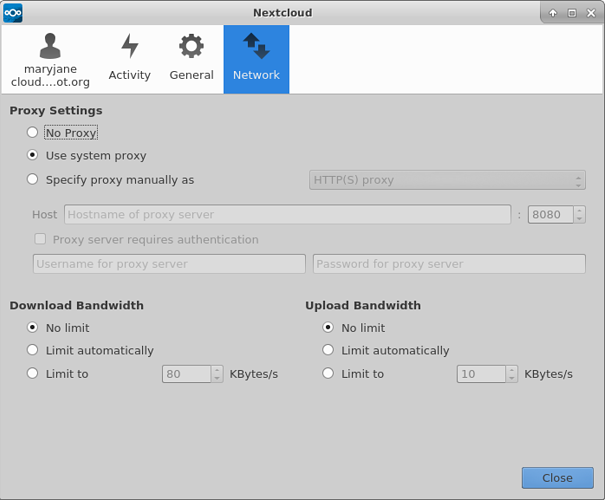 Nextcloud
maryjane
cloud....ot.org
Activity
General
Network
Proxy Settings
No Proxy
Use system proxy
Specify proxy manually as
HTTP(S) proxy
Host
Hostname of proxy server
:
8080
Proxy server requires authentication
Username for proxy server
Password for proxy server
Download Bandwidth
No limit
Limit automatically
Limit to
80
KBytes/s
Upload Bandwidth
No limit
Limit automatically
Limit to
10
KBytes/s
Close